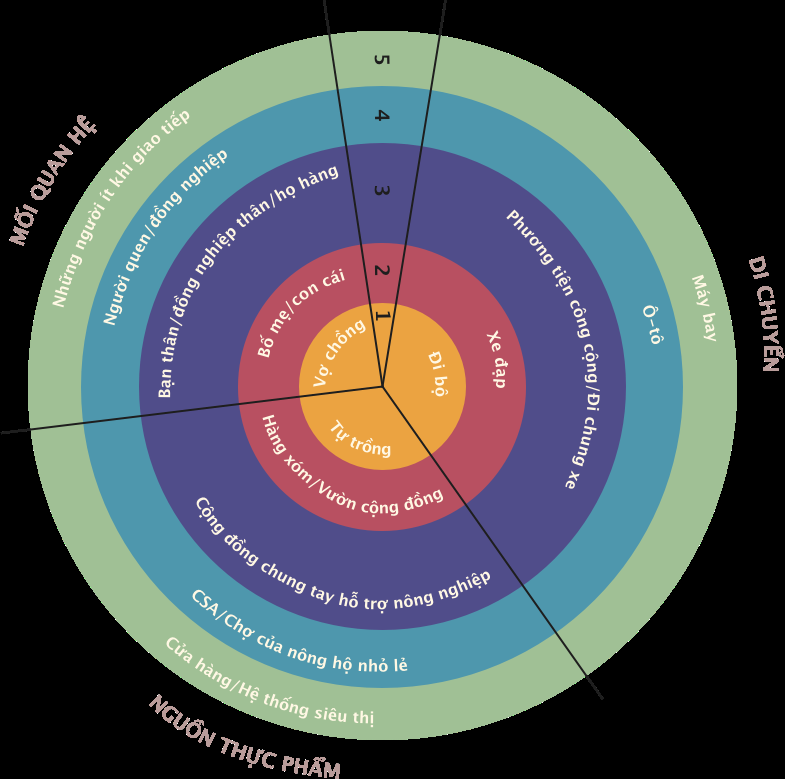 5
4
3
2
1
MỐI QUAN HỆ
Những người ít khi giao tiếp
Người quen/đồng nghiệp
Bạn thân/đồng nghiệp thân/họ hàng
Bố mẹ/con cái
Vợ chồng
DI CHUYỂN
Máy bay
Ô-tô
Phương tiện công cộng/Đi chung xe
Xe đạp
Đi bộ
Tự trồng
Hàng xóm/Vườn cộng đồng
Cộng đồng chung tay hỗ trợ nông nghiệp
CSA/Chợ của nông hộ nhỏ lẻ
Cửa hàng/Hệ thống siêu thị
NGUỒN THỰC PHẨM